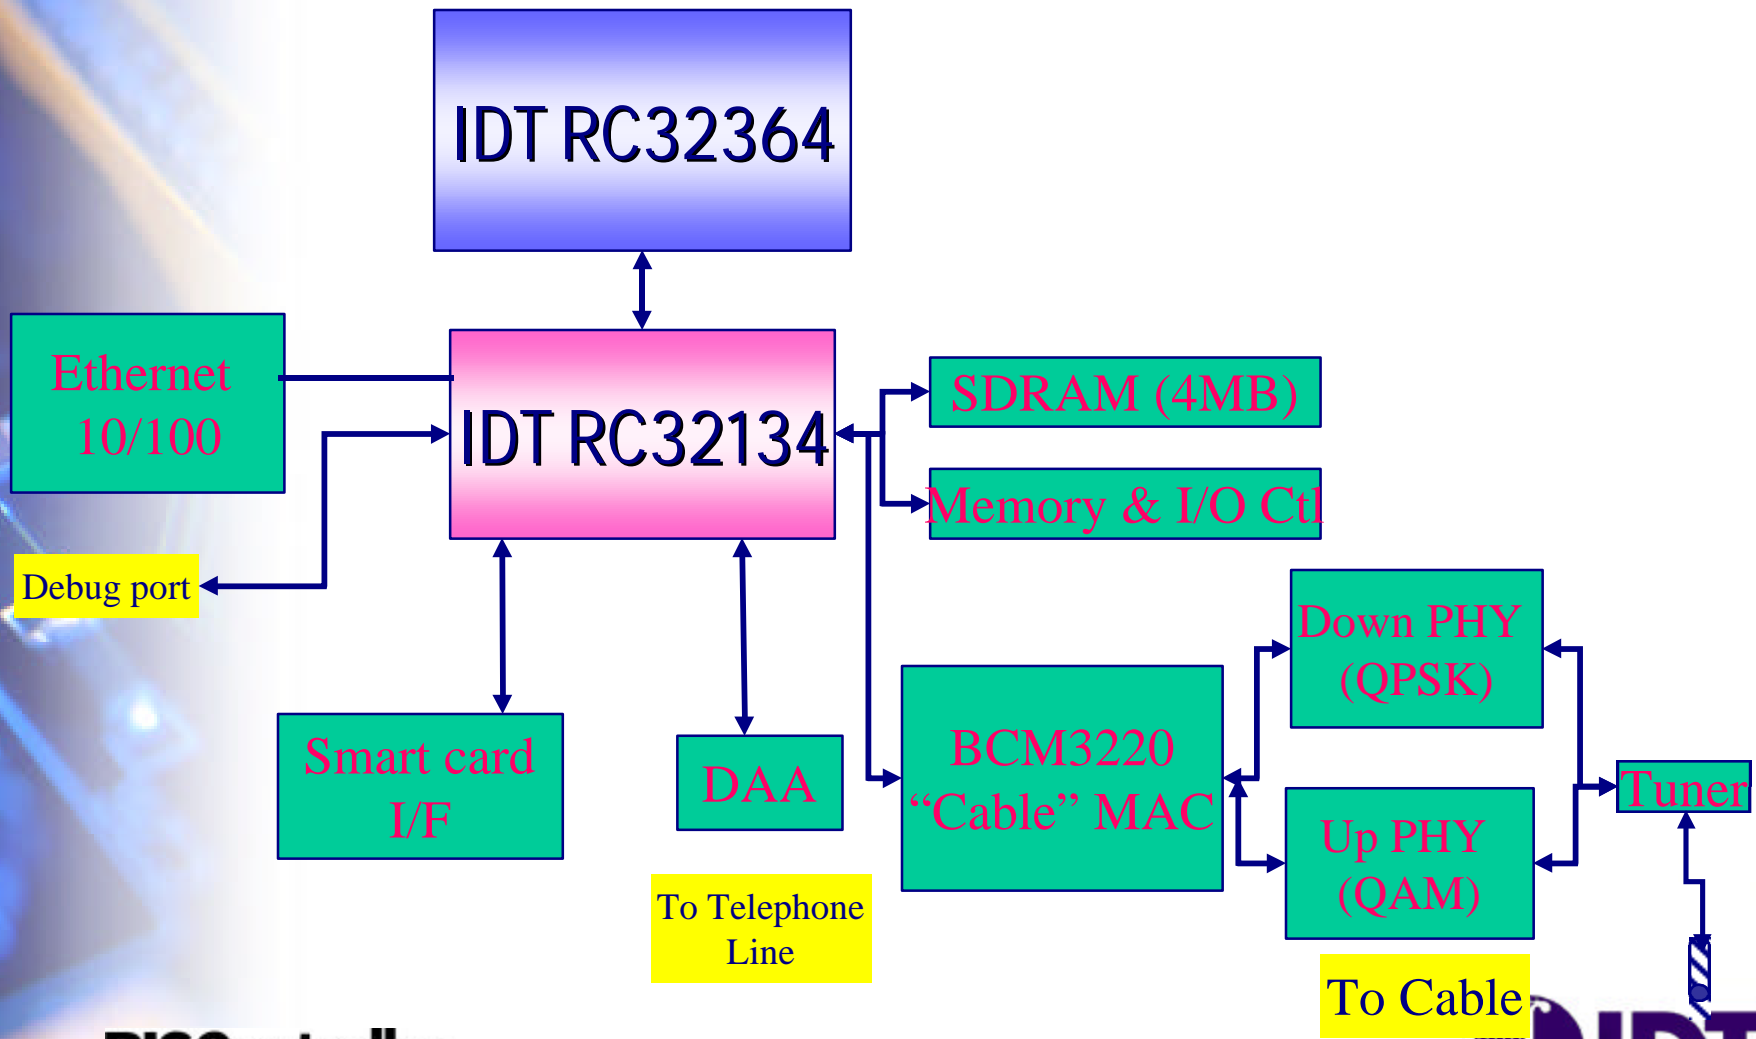 IDT RC32364
Ethernet
10/100
IDT RC32134
SDRAM (4MB)
Memory & I/O Ctl
Debug port
Down PHY
(QPSK)
Smart card
I/F
DAA
BCM3220
“Cable” MAC
Tuner
Up PHY
(QAM)
To Telephone
Line
To Cable
IDT